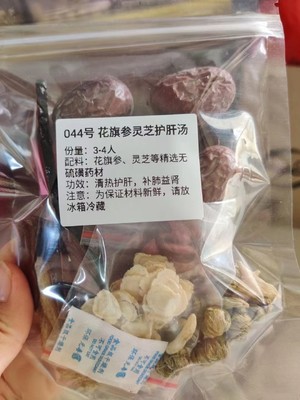 044号 花旗参灵芝护肝汤
份量：3-4人
配料：花旗参、灵芝等精选无
硫磺药材
功效：清热护肝，补肺益肾
注意：为保证材料新鲜，请放
冰箱冷藏